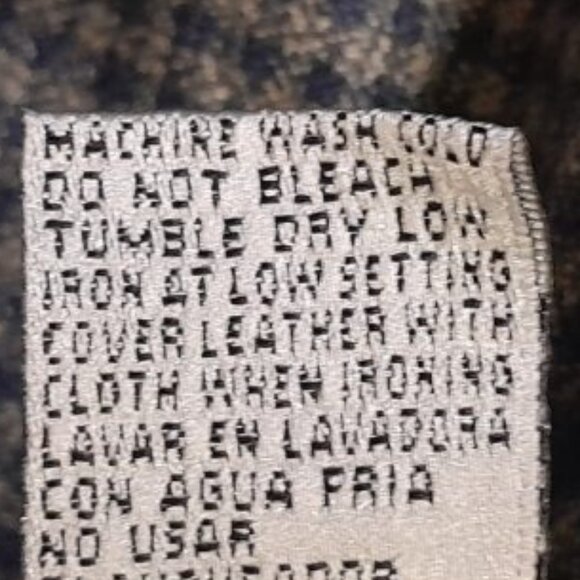 MACHINE WASH COLD
DO NOT BLEACH
TUMBLE DRY LOW
IRON AT LOW SETTING
COVER LEATHER WITH
CLOTH WHEN IRONING
LAVAR EN LAVADORA
CON AGUA FRIA
NO USAR